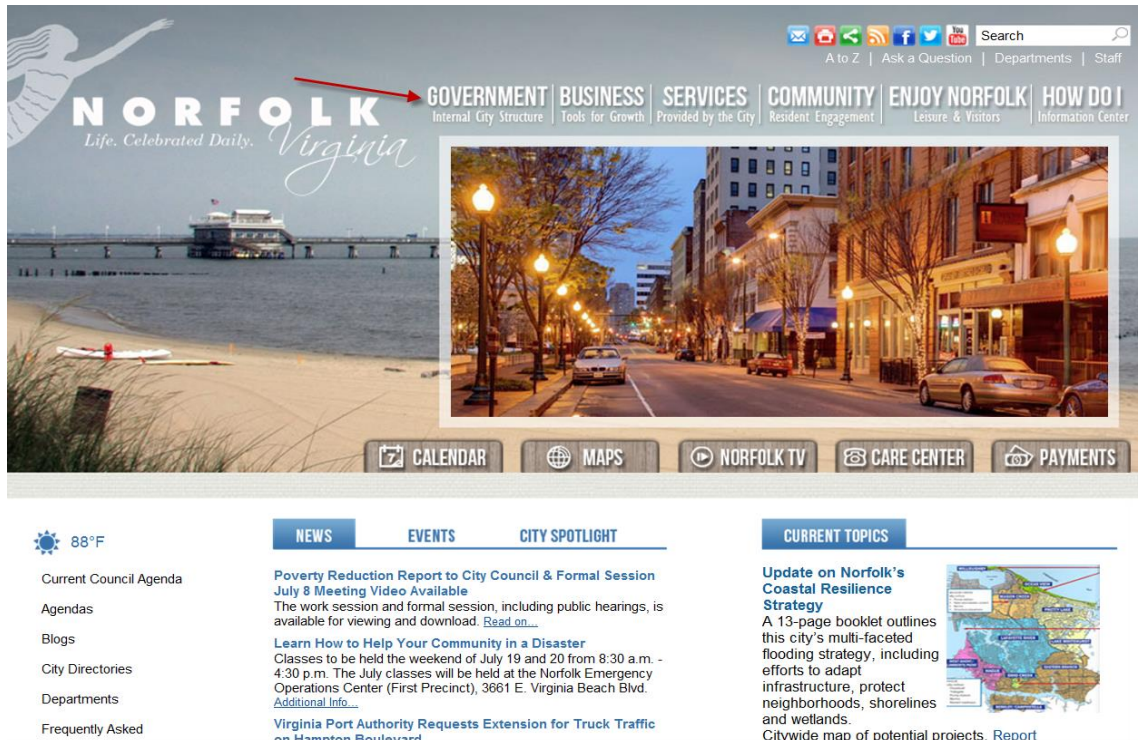 You
Tube
Search
A to Z | Ask a Question | Departments | Staff
NORFOLK
Life. Celebrated Daily.
Virginia
GOVERNMENT
Internal City Structure
BUSINESS
Tools for Growth
SERVICES
Provided by the City
COMMUNITY
Resident Engagement
ENJOY NORFOLK
Leisure & Visitors
HOW DO I
Information Center
7 CALENDAR
MAPS
NORFOLK TV
CARE CENTER
PAYMENTS
88°F
Current Council Agenda
Agendas
Blogs
City Directories
Departments
Frequently Asked
NEWS
EVENTS
CITY SPOTLIGHT
Poverty Reduction Report to City Council & Formal Session
July 8 Meeting Video Available
The work session and formal session, including public hearings, is
available for viewing and download. Read on...
Learn How to Help Your Community in a Disaster
Classes to be held the weekend of July 19 and 20 from 8:30 a.m. -
4:30 p.m. The July classes will be held at the Norfolk Emergency
Operations Center (First Precinct), 3661 E. Virginia Beach Blvd.
Additional Info...
Virginia Port Authority Requests Extension for Truck Traffic
on Hampton Boulevard
CURRENT TOPICS
Update on Norfolk's
Coastal Resilience
Strategy
A 13-page booklet outlines
this city's multi-faceted
flooding strategy, including
efforts to adapt
infrastructure, protect
neighborhoods, shorelines
and wetlands.
Citywide map of potential projects. Report